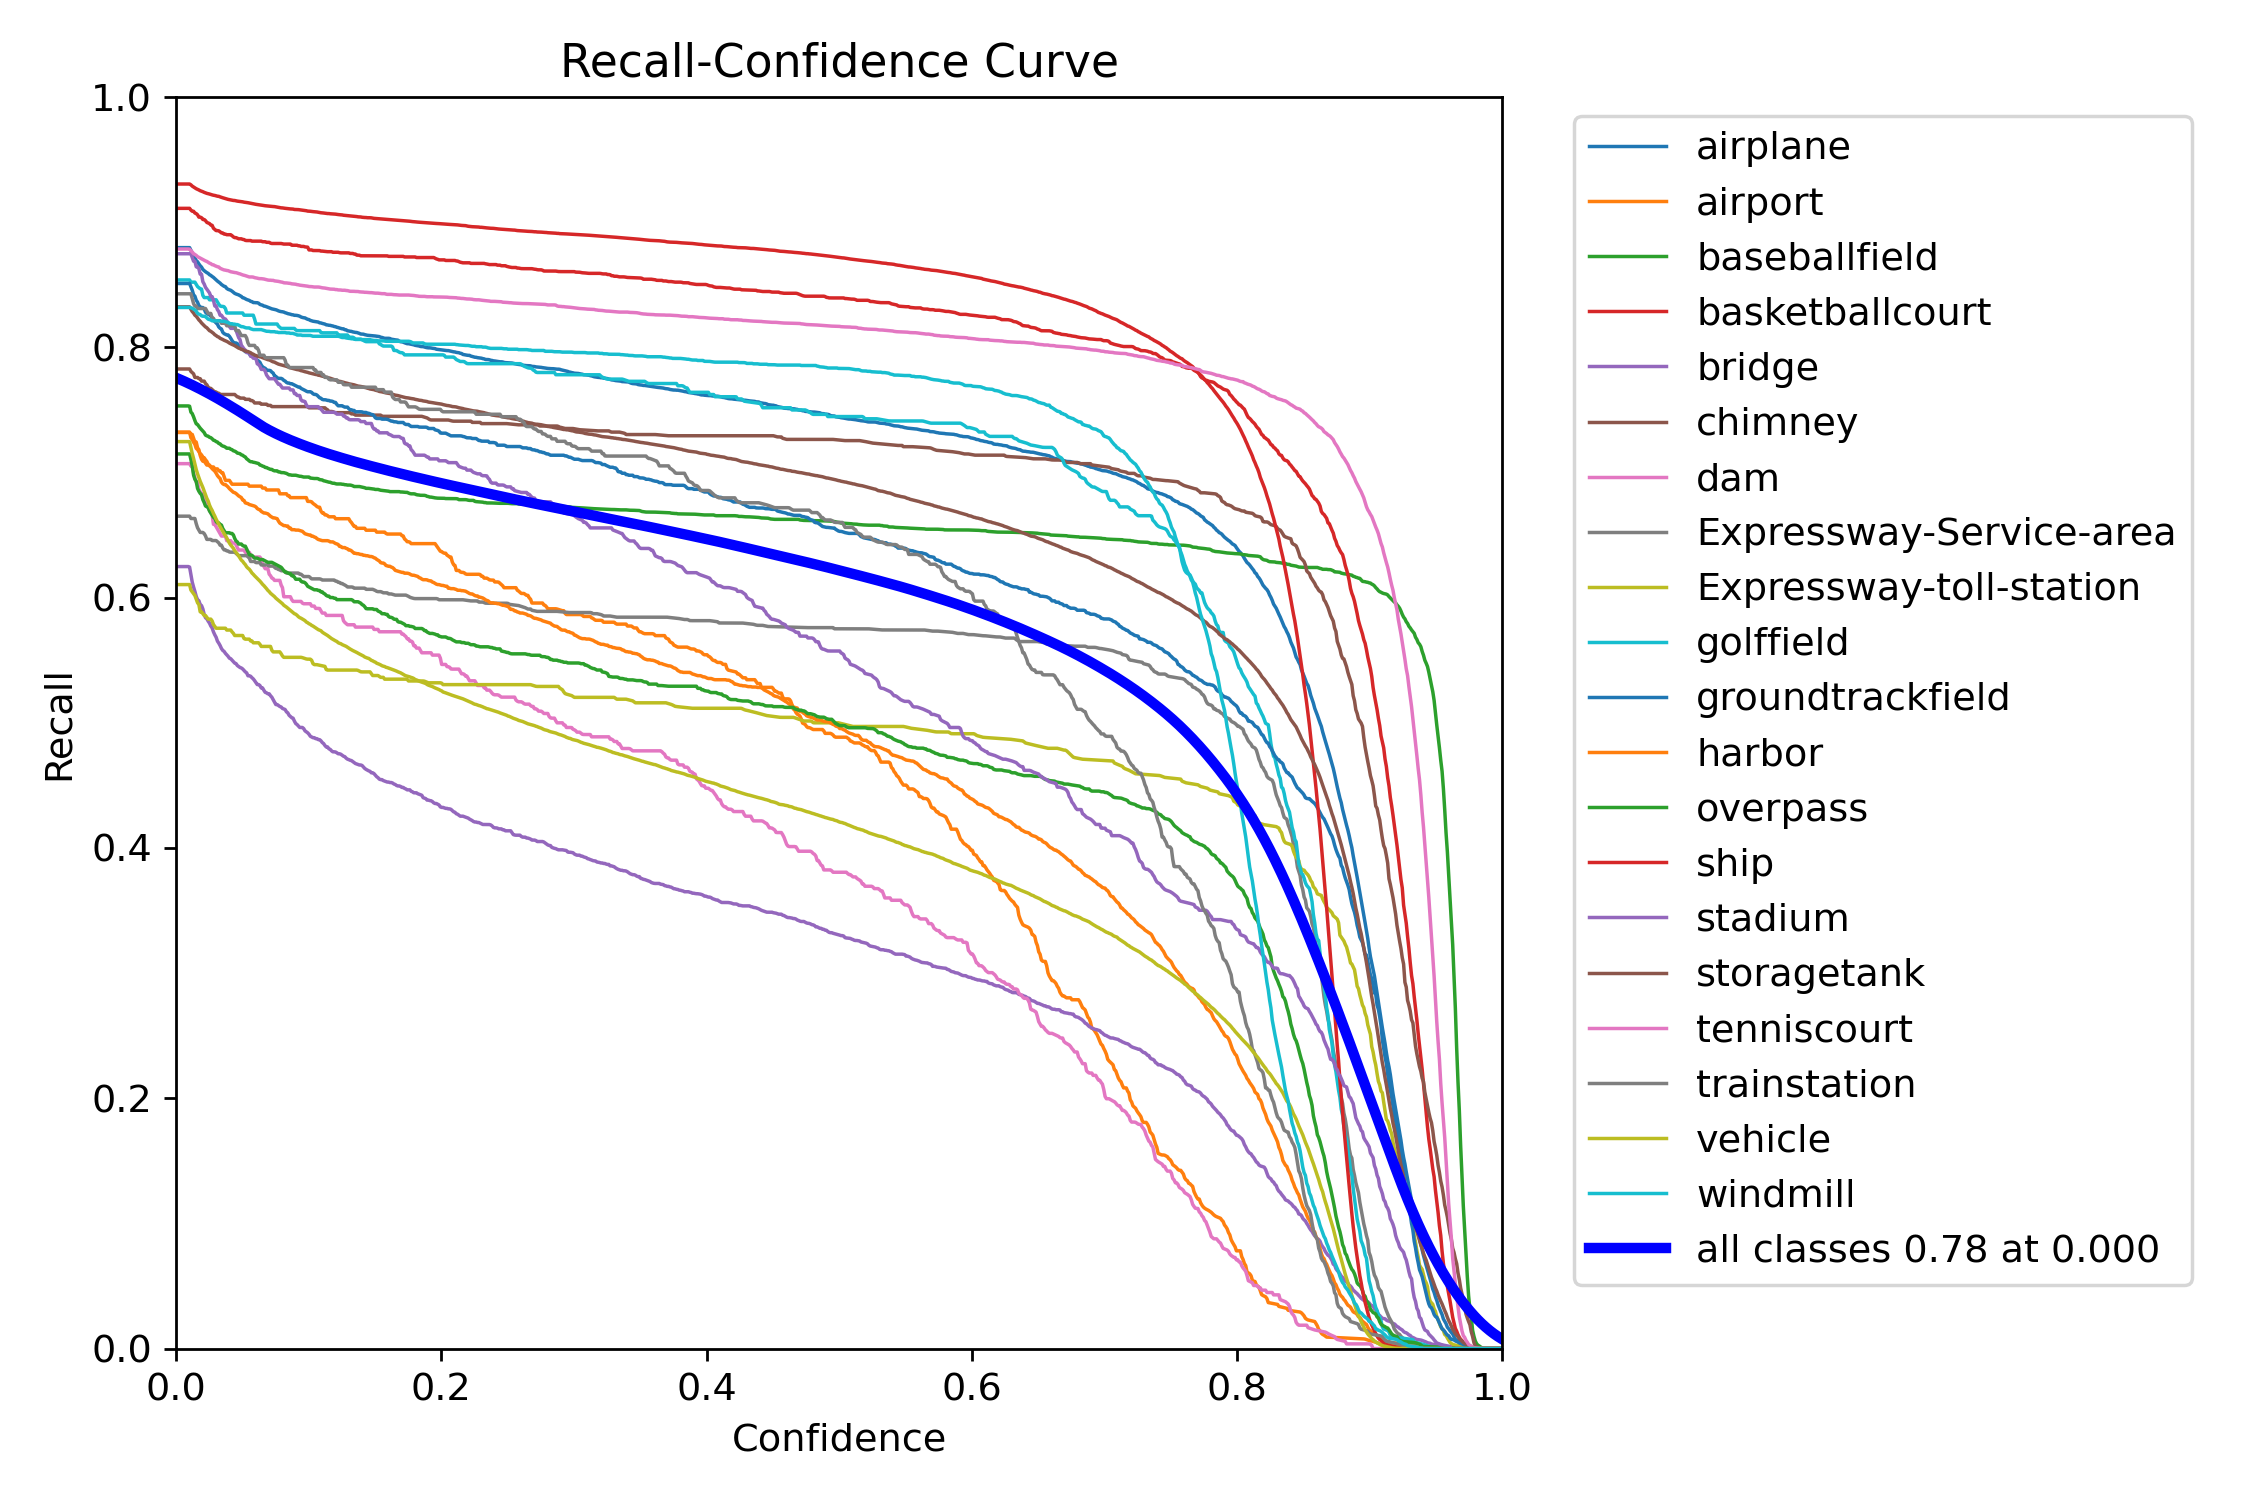 Recall-Confidence Curve
1.0
0.8
0.6
0.4
0.2
0.0
Recall
0.0 0.2 0.4 0.6 0.8 1.0
Confidence
airplane
airport
baseballfield
basketballcourt
bridge
chimney
dam
Expressway-Service-area
Expressway-toll-station
golffield
groundtrackfield
harbor
overpass
ship
stadium
storagetank
tenniscourt
trainstation
vehicle
windmill
all classes 0.78 at 0.000